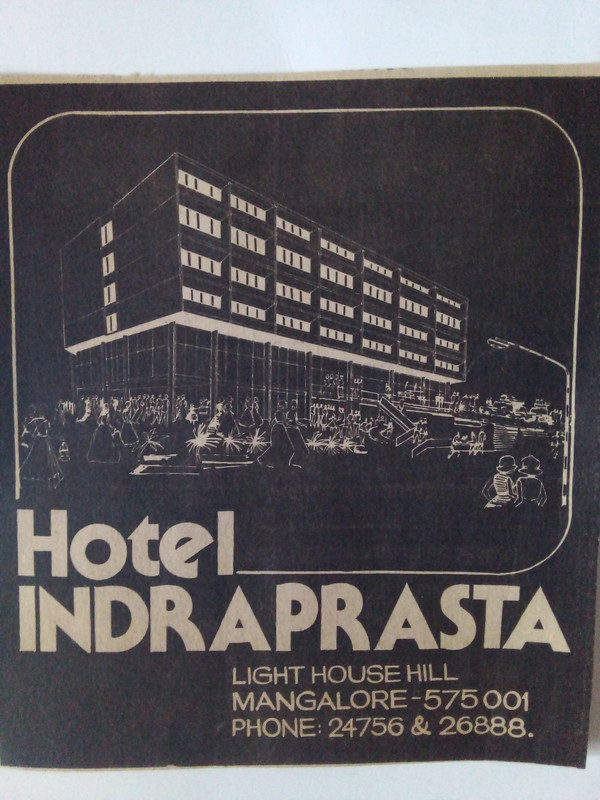 Hotel
INDRAPRASTA
LIGHT HOUSE HILL
MANGALORE-575 001
PHONE: 24756 & 26888.